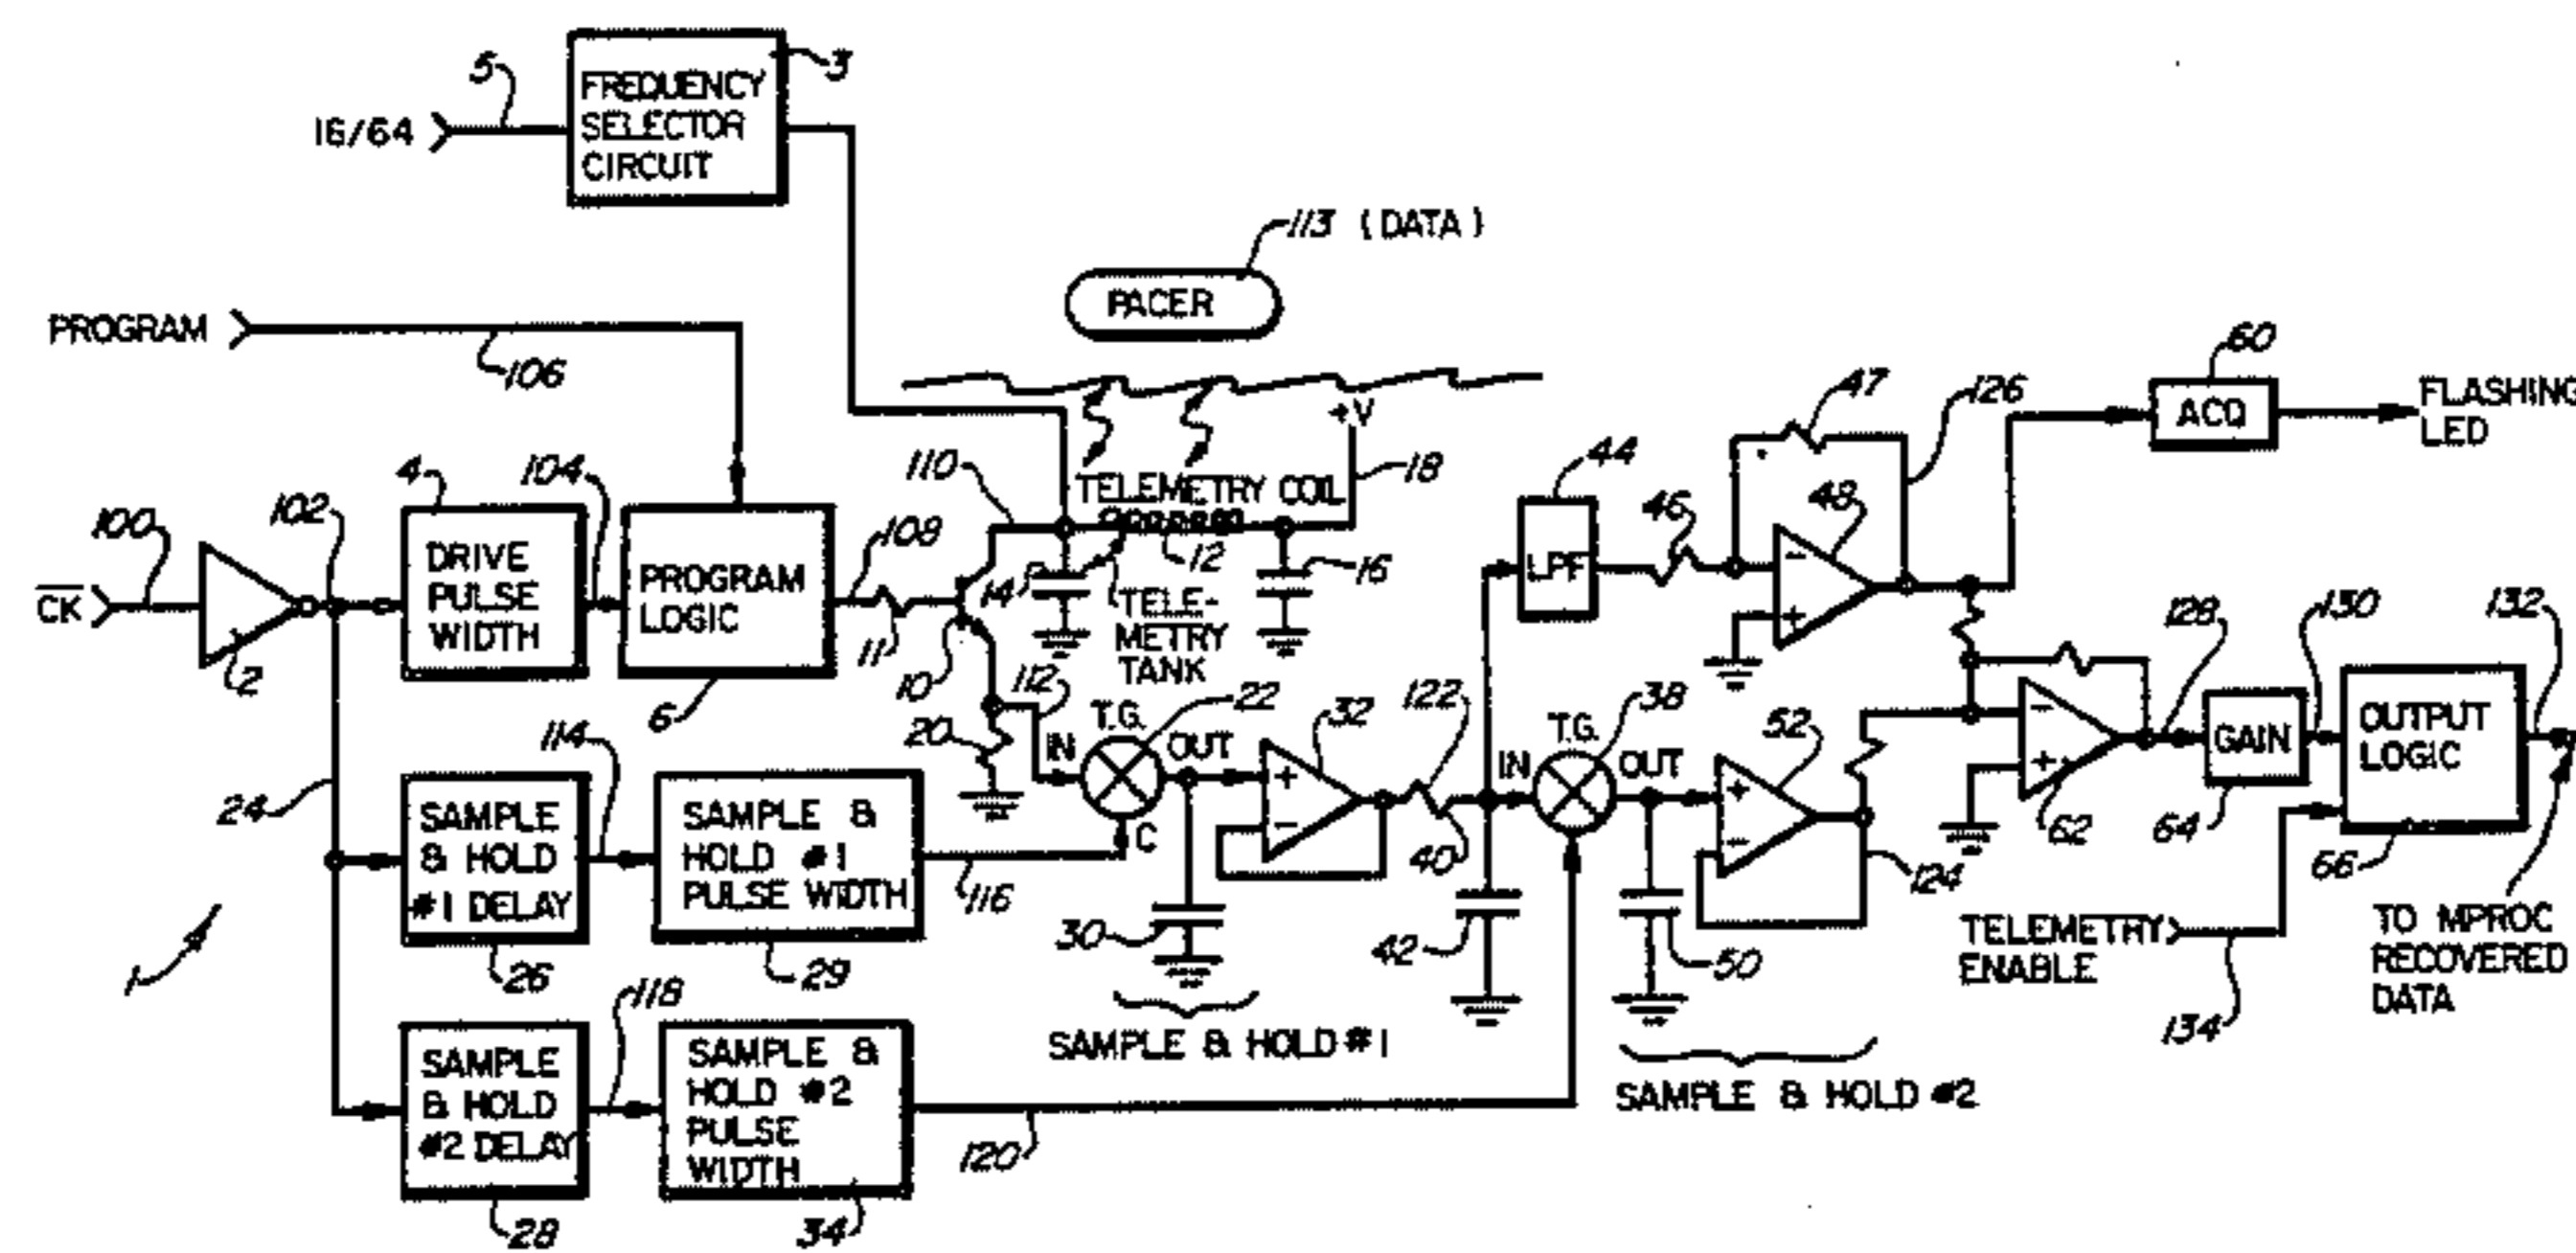 5
3
FREQUENCY
SELECTOR
CIRCUIT
16/64
113 (DATA)
PACER
PROGRAM
106
+V
60
47
126
ACQ
FLASHING
LED
4
104
110
TELEMETRY COIL
18
44
46
48
100
102
DRIVE
PULSE
WIDTH
PROGRAM
LOGIC
108
11
10
14
12
16
TELE-
METRY
TANK
LPF
-
+
CK
2
6
112
T.G.
22
32
122
T.G.
38
52
128
130
132
20
IN
OUT
+
-
IN
OUT
+
-
-
+
GAIN
OUTPUT
LOGIC
24
114
SAMPLE
& HOLD
#1 DELAY
SAMPLE &
HOLD #1
PULSE WIDTH
C
116
30
40
42
50
124
62
64
66
TELEMETRY
ENABLE
134
TO MPROC
RECOVERED
DATA
1
26
29
118
SAMPLE & HOLD #1
SAMPLE
& HOLD
#2 DELAY
SAMPLE &
HOLD #2
PULSE
WIDTH
120
SAMPLE & HOLD #2
28
34